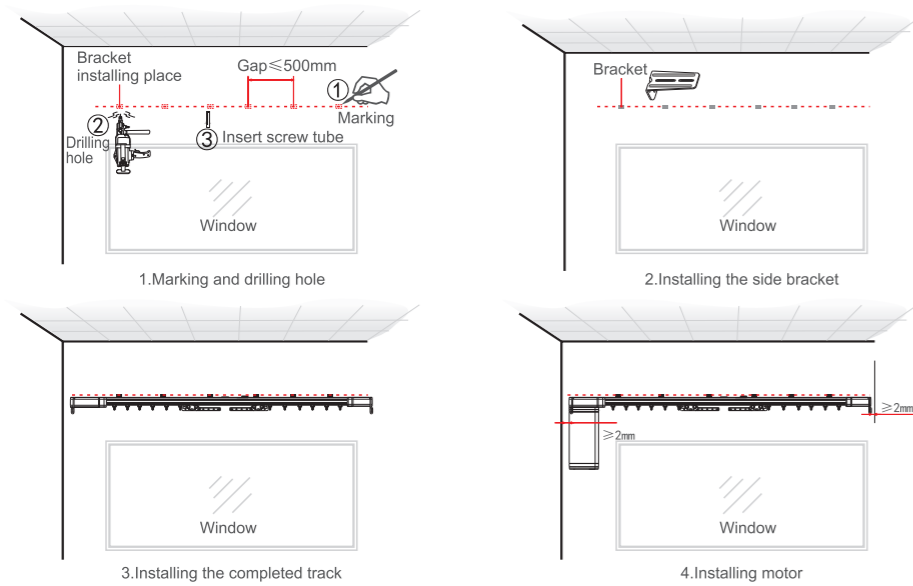 Bracket
installing place
Gap≤500mm
①
Marking
②
Drilling
hole
③ Insert screw tube
Window
1.Marking and drilling hole
Bracket
Window
2.Installing the side bracket
Window
3.Installing the completed track
≥2mm
≥2mm
Window
4.Installing motor